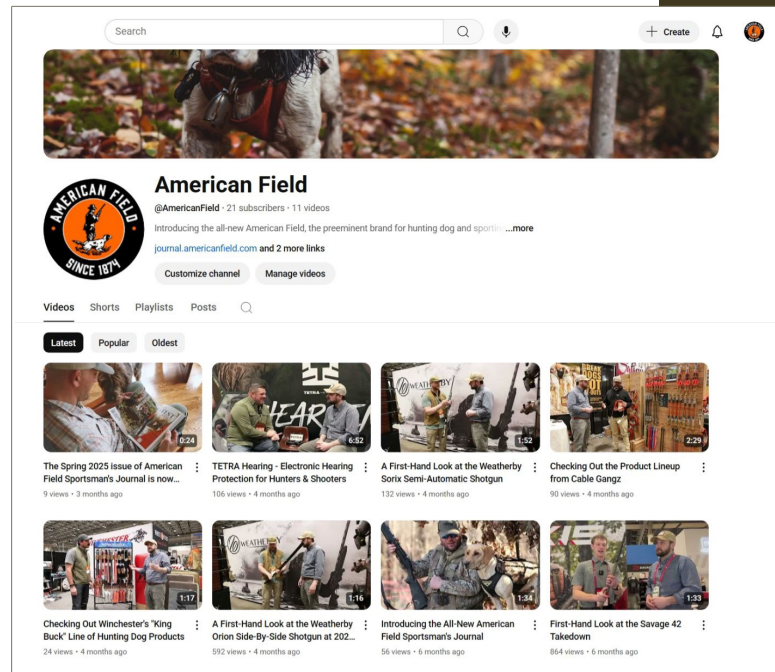 Search
Create
American Field
@AmericanField · 21 subscribers · 11 videos
Introducing the all-new American Field, the preeminent brand for hunting dog and sportin ...more
journal.americanfield.com and 2 more links
AMERICAN FIELD
SINCE 1874
Customize channel Manage videos
Videos Shorts Playlists Posts
Latest Popular Oldest
0:24
TETRA
HEAR
6:52
WEATHERBY
1:52
2:29
The Spring 2025 issue of American
Field Sportsman's Journal is now...
9 views • 3 months ago
TETRA Hearing - Electronic Hearing
Protection for Hunters & Shooters
106 views • 4 months ago
A First-Hand Look at the Weatherby
Sorix Semi-Automatic Shotgun
132 views • 4 months ago
Checking Out the Product Lineup
from Cable Gangz
90 views • 4 months ago
1:17
WEATHERBY
1:16
1:34
1:33
Checking Out Winchester's "King
Buck" Line of Hunting Dog Products
24 views • 4 months ago
A First-Hand Look at the Weatherby
Orion Side-By-Side Shotgun at 202...
592 views • 4 months ago
Introducing the All-New American
Field Sportsman's Journal
56 views • 6 months ago
First-Hand Look at the Savage 42
Takedown
864 views • 6 months ago